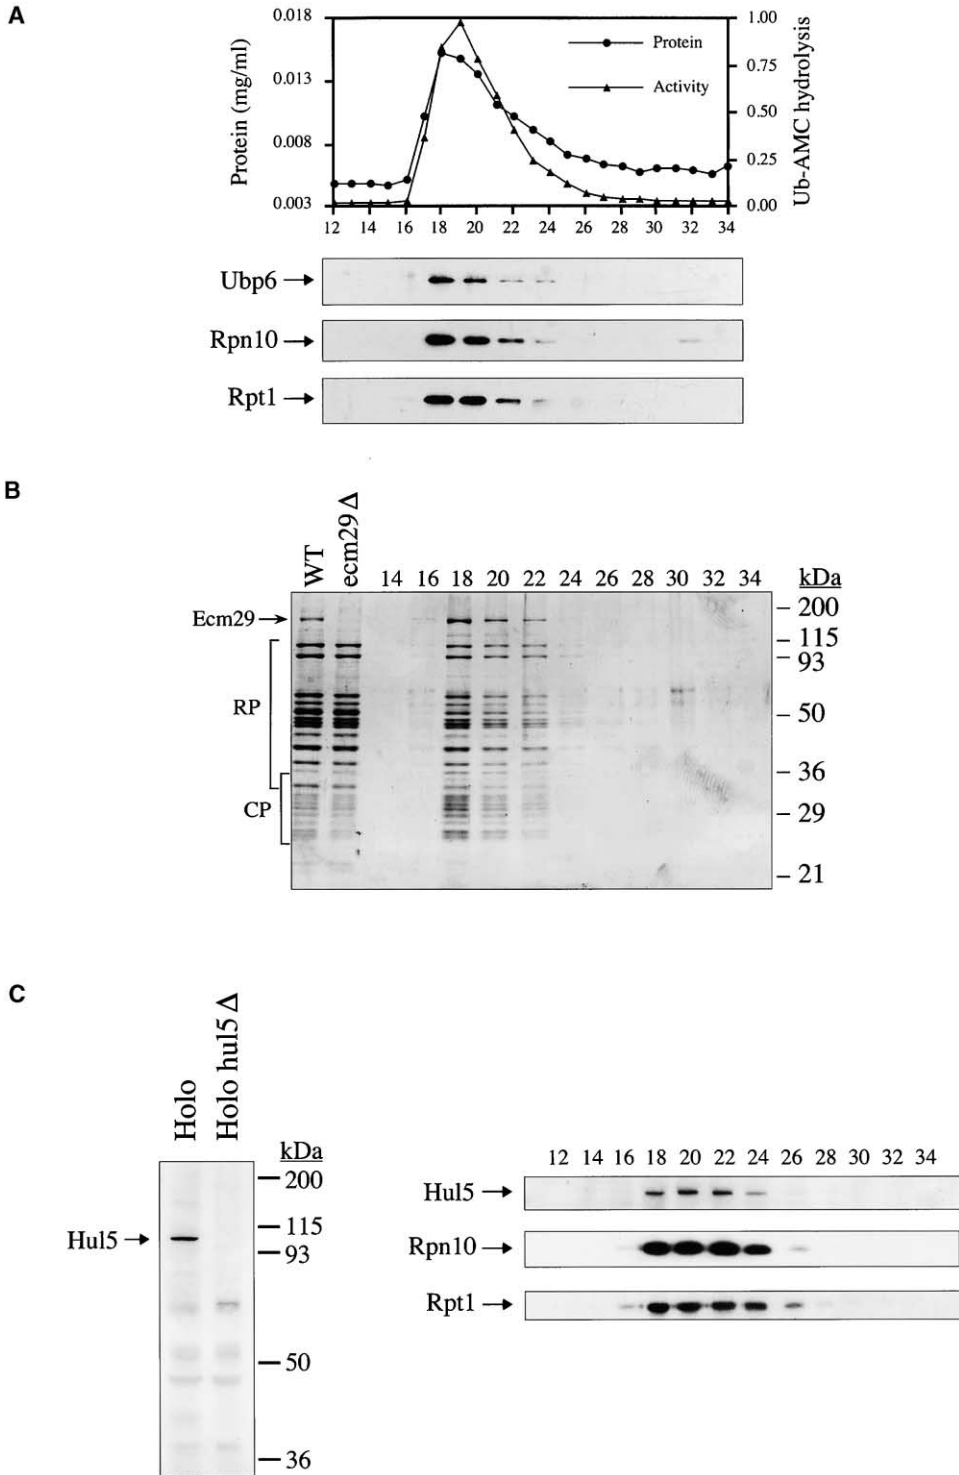 A
0.018 1.00
Protein
0.013 0.75
Activity
0.50
0.008
0.25
0.003 0.00
Protein (mg/ml)
Ub-AMC hydrolysis
12 14 16 18 20 22 24 26 28 30 32 34
Ubp6
Rpn10
Rpt1
B
WT
ecm29Δ
14 16 18 20 22 24 26 28 30 32 34 kDa
Ecm29
200
115
93
RP
50
36
CP
29
21
C
Holo
Holo hul5Δ
kDa
200
115
Hul5
93
50
36
12 14 16 18 20 22 24 26 28 30 32 34
Hul5
Rpn10
Rpt1